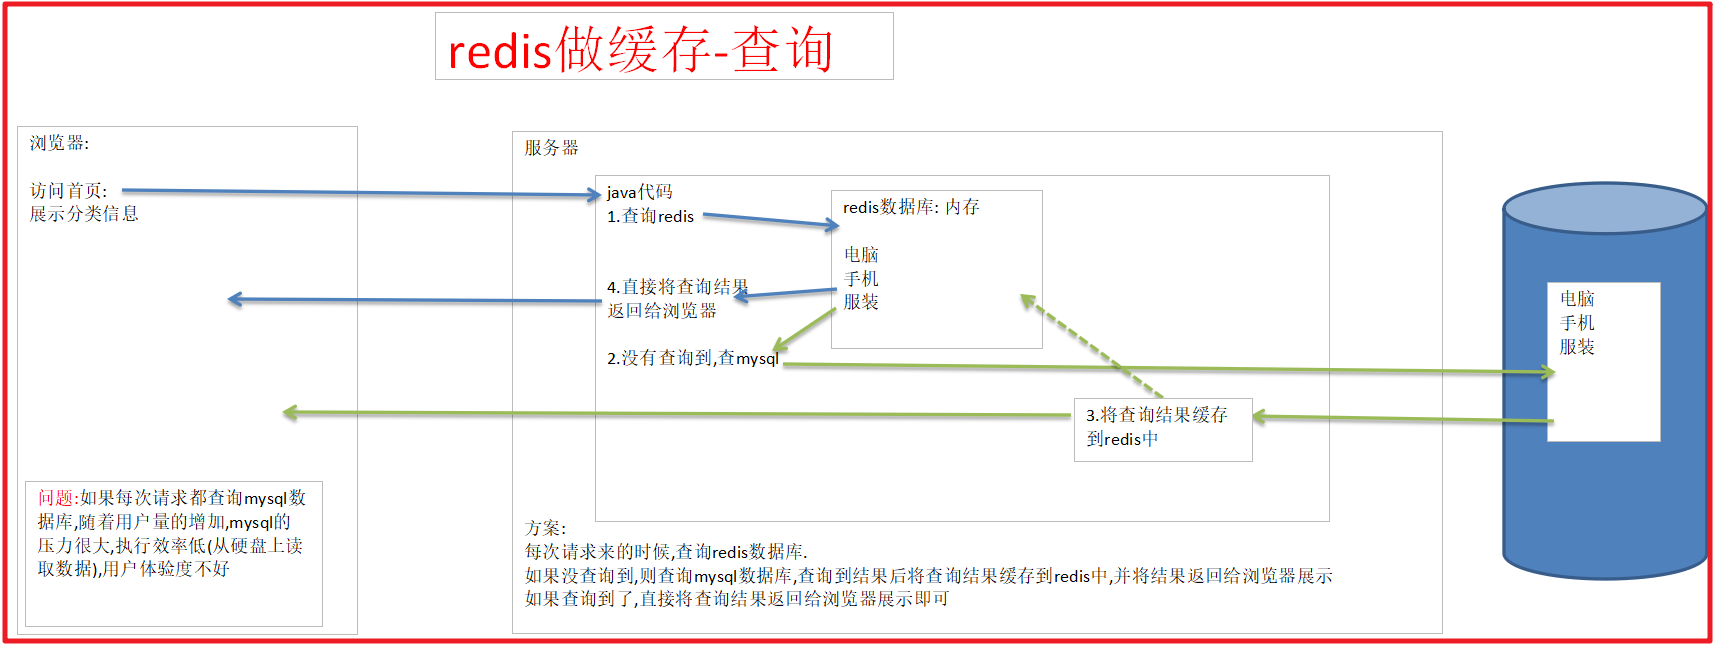 redis做缓存-查询
浏览器:
访问首页:
展示分类信息
问题:如果每次请求都查询mysql数
据库,随着用户量的增加,mysql的
压力很大,执行效率低(从硬盘上读
取数据),用户体验度不好
服务器
java代码
1.查询redis
4.直接将查询结果
返回给浏览器
2.没有查询到,查mysql
redis数据库: 内存
电脑
手机
服装
3.将查询结果缓存
到redis中
方案:
每次请求来的时候,查询redis数据库.
如果没查询到,则查询mysql数据库,查询到结果后将查询结果缓存到redis中,并将结果返回给浏览器展示
如果查询到了,直接将查询结果返回给浏览器展示即可
电脑
手机
服装